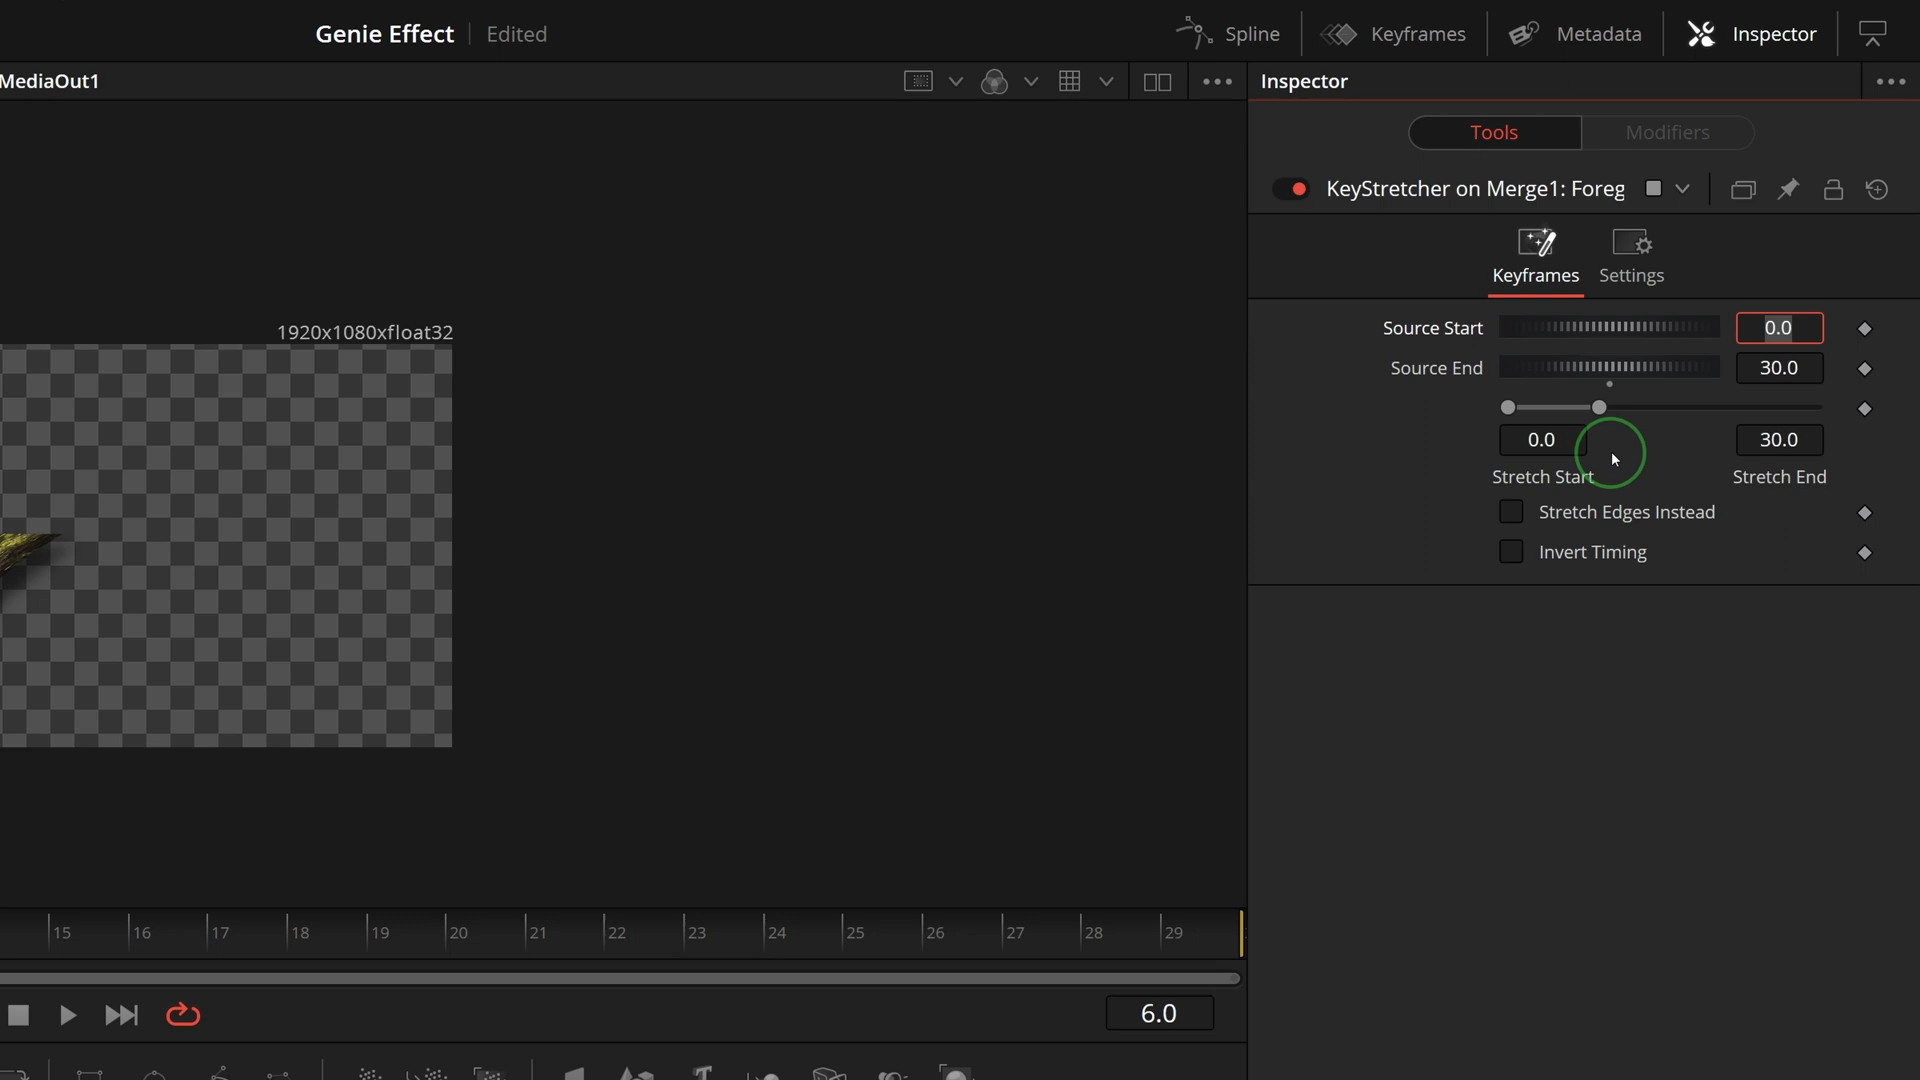 Genie Effect
Edited
Spline
Keyframes
Metadata
Inspector
MediaOut1
Inspector
Tools
Modifiers
KeyStretcher on Merge1: Foreg
Keyframes
Settings
Source Start
0.0
Source End
30.0
0.0
30.0
Stretch Start
Stretch End
Stretch Edges Instead
Invert Timing
1920x1080xfloat32
15 16 17 18 19 20 21 22 23 24 25 26 27 28 29
6.0